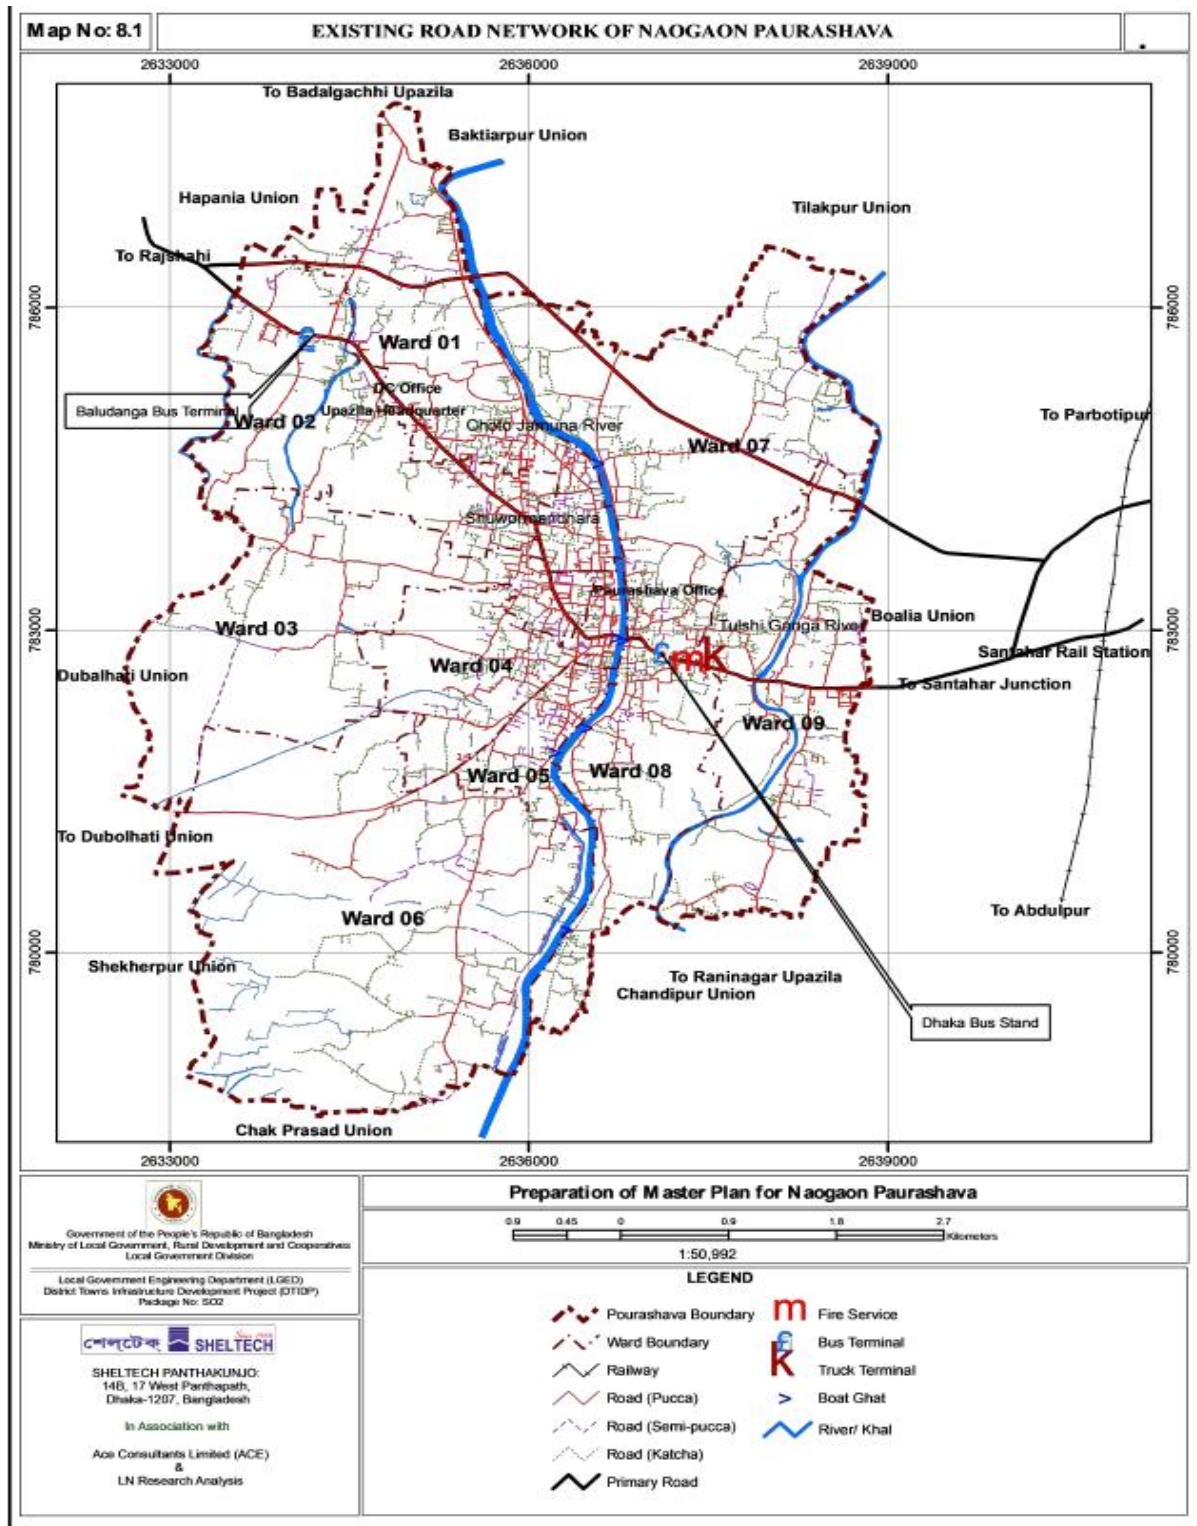 Map No: 8.1
EXISTING ROAD NETWORK OF NAOGAON PAURASHAVA
2633000
2636000
2639000
To Badalgachhi Upazila
Baktiarpur Union
Hapania Union
Tilakpur Union
To Rajshahi
786000
786000
Ward 01
DC Office
Baludanga Bus Terminal
Upazila Headquarter
Ward 02
Choto Jamuna River
To Parbotipur
Ward 07
Paurashava Office
Boalia Union
783000
783000
Ward 03
Tulshi Ganga River
Santahar Rail Station
Ward 04
Dubalhati Union
To Santahar Junction
Ward 09
Ward 05
Ward 08
To Dubolhati Union
To Abdulpur
Ward 06
780000
780000
Shekherpur Union
To Raninagar Upazila
Chandipur Union
Dhaka Bus Stand
Chak Prasad Union
2633000
2636000
2639000
Government of the People's Republic of Bangladesh
Ministry of Local Government, Rural Development and Cooperatives
Local Government Division
Local Government Engineering Department (LGED)
District Towns Infrastructure Development Project (DTIDP)
Package No: S02
শেল্‌টেক্
Since 1988
SHELTECH
SHELTECH PANTHAKUNJO:
14B, 17 West Panthapath,
Dhaka-1207, Bangladesh
In Association with
Ace Consultants Limited (ACE)
&
LN Research Analysis
Preparation of Master Plan for Naogaon Paurashava
0.9 0.45 0 0.9 1.8 2.7
Kilometers
1:50,992
LEGEND
Pourashava Boundary
Ward Boundary
Railway
Road (Pucca)
Road (Semi-pucca)
Road (Katcha)
Primary Road
m Fire Service
£ Bus Terminal
k Truck Terminal
> Boat Ghat
River/ Khal